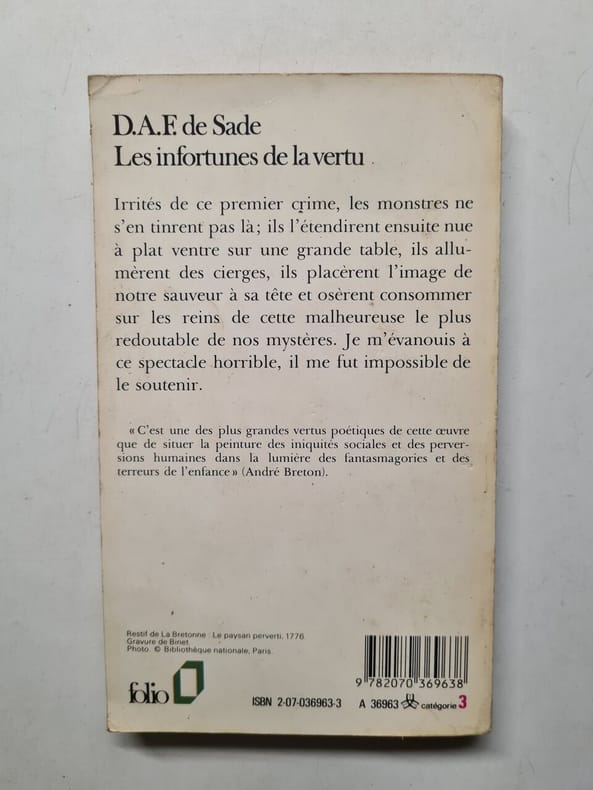 D.A.F. de Sade
Les infortunes de la vertu
Irrités de ce premier crime, les monstres ne
s'en tinrent pas là; ils l'étendirent ensuite nue
à plat ventre sur une grande table, ils allu-
mèrent des cierges, ils placèrent l'image de
notre sauveur à sa tête et osèrent consommer
sur les reins de cette malheureuse le plus
redoutable de nos mystères. Je m'évanouis à
ce spectacle horrible, il me fut impossible de
le soutenir.
« C'est une des plus grandes vertus poétiques de cette œuvre
que de situer la peinture des iniquités sociales et des perver-
sions humaines dans la lumière des fantasmagories et des
terreurs de l'enfance » (André Breton).
Restif de La Bretonne : Le paysan perverti, 1776.
Gravure de Binet.
Photo. © Bibliothèque nationale, Paris.
folio
9 782070 369638
ISBN 2-07-036963-3 A 36963 catégorie 3